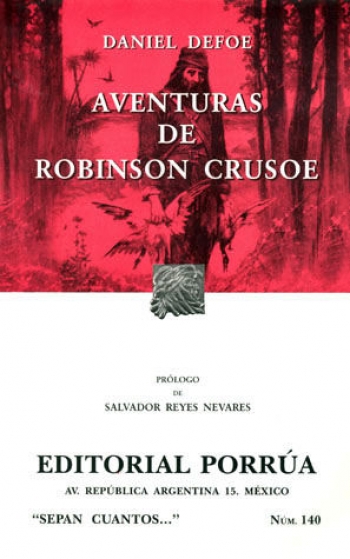 DANIEL DEFOE
AVENTURAS
DE
ROBINSON CRUSOE
PRÓLOGO
DE
SALVADOR REYES NEVARES
EDITORIAL PORRÚA
AV. REPÚBLICA ARGENTINA 15. MÉXICO
“SEPAN CUANTOS...” NÚM. 140